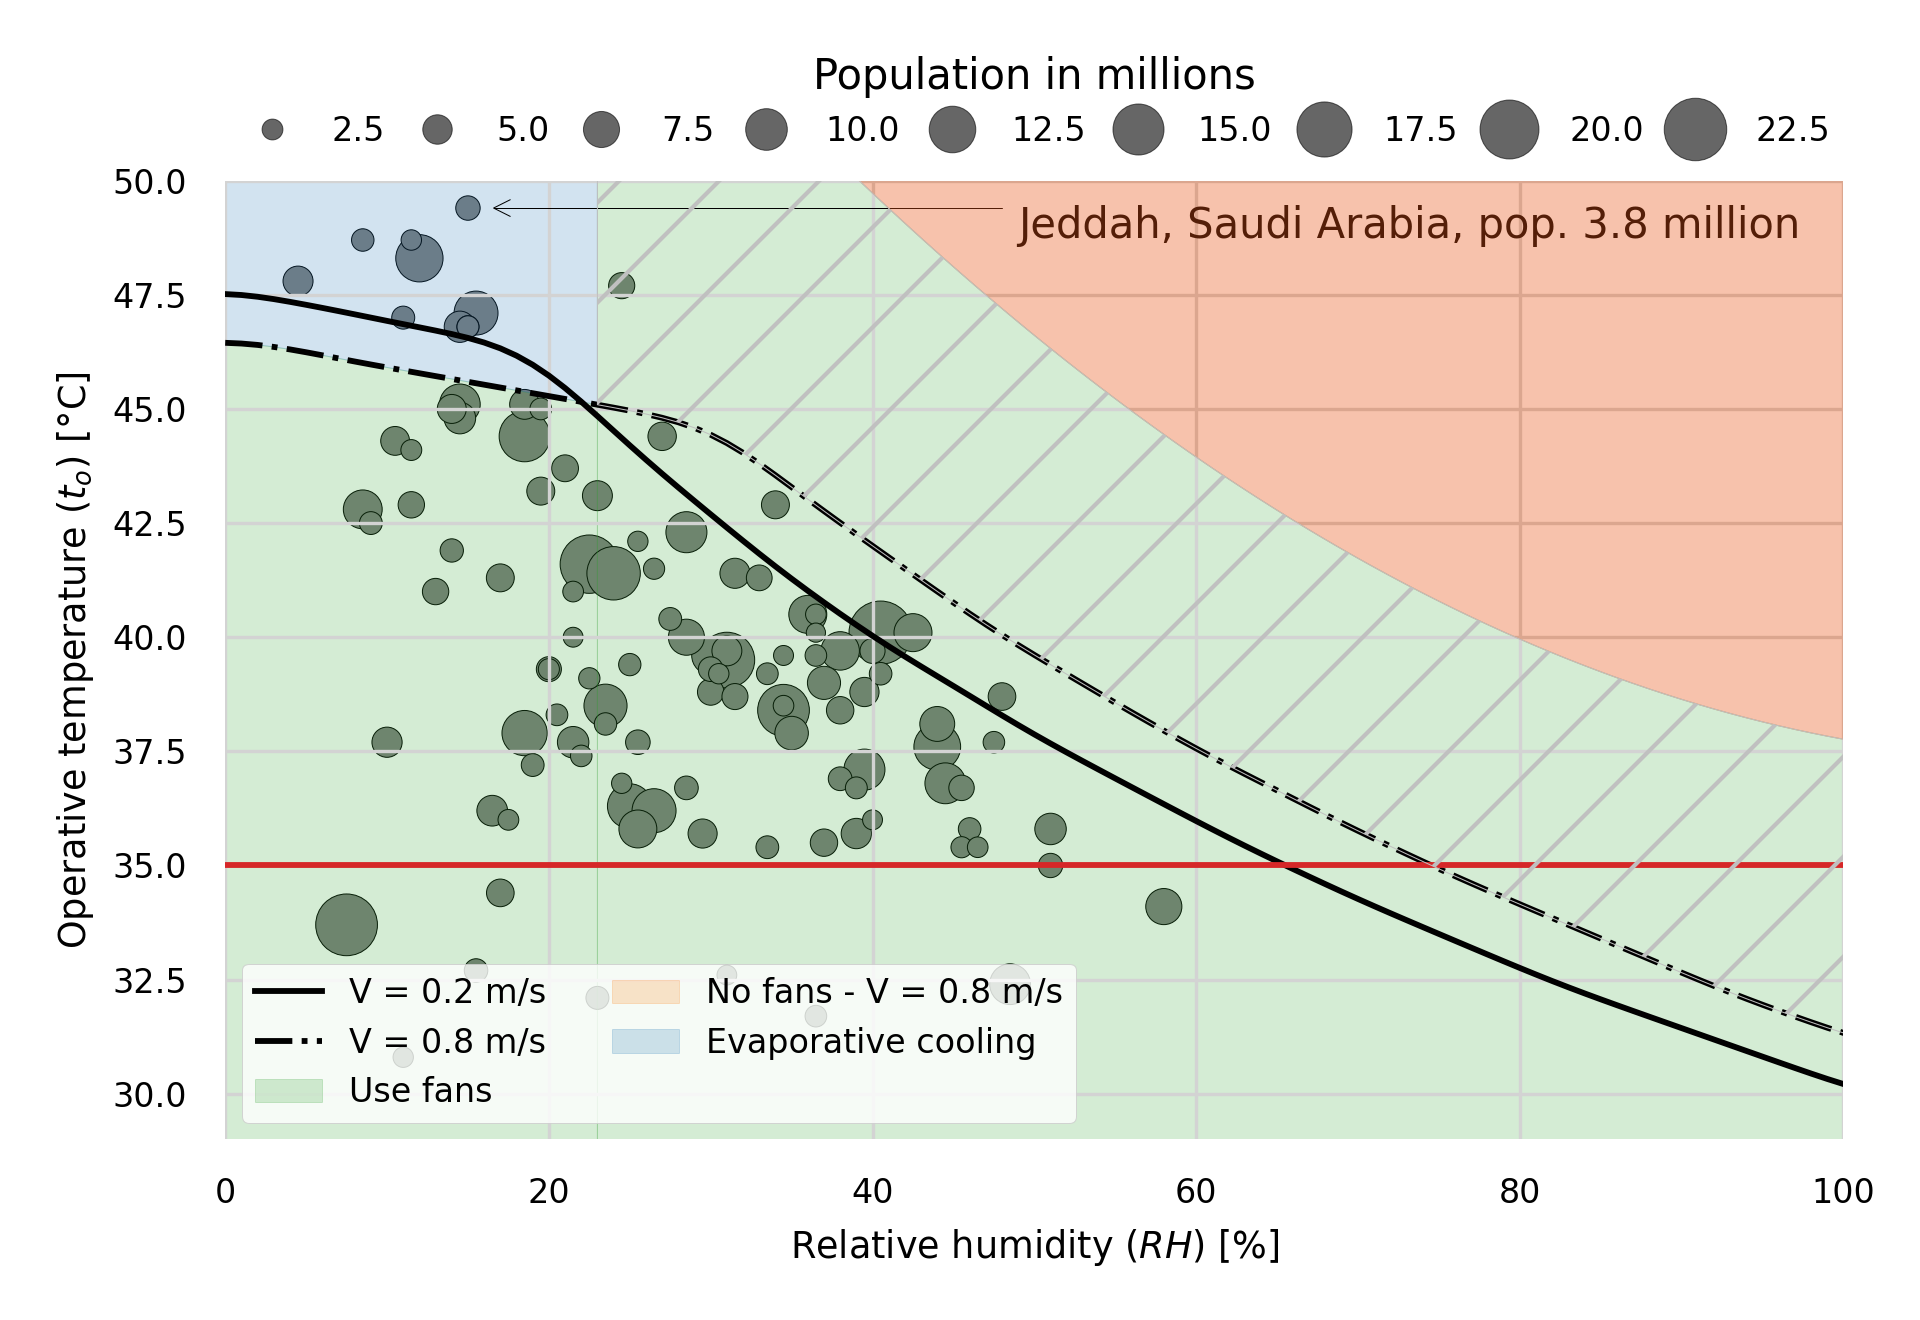 Population in millions
2.5 5.0 7.5 10.0 12.5 15.0 17.5 20.0 22.5
50.0
Jeddah, Saudi Arabia, pop. 3.8 million
47.5
45.0
42.5
40.0
37.5
35.0
32.5
30.0
Operative temperature (t_o) [°C]
V = 0.2 m/s No fans - V = 0.8 m/s
V = 0.8 m/s Evaporative cooling
Use fans
0 20 40 60 80 100
Relative humidity (RH) [%]